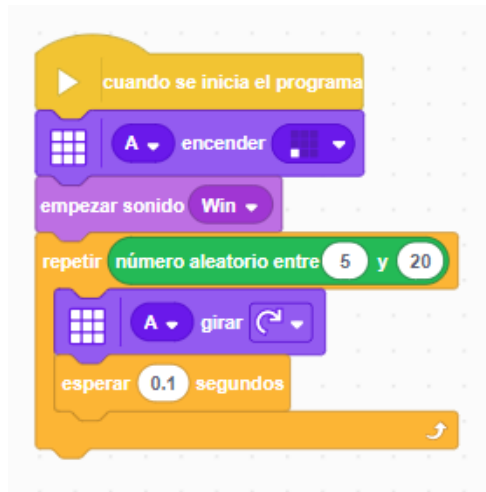 cuando se inicia el programa
A encender
empezar sonido Win
repetir número aleatorio entre 5 y 20
A girar
esperar 0.1 segundos